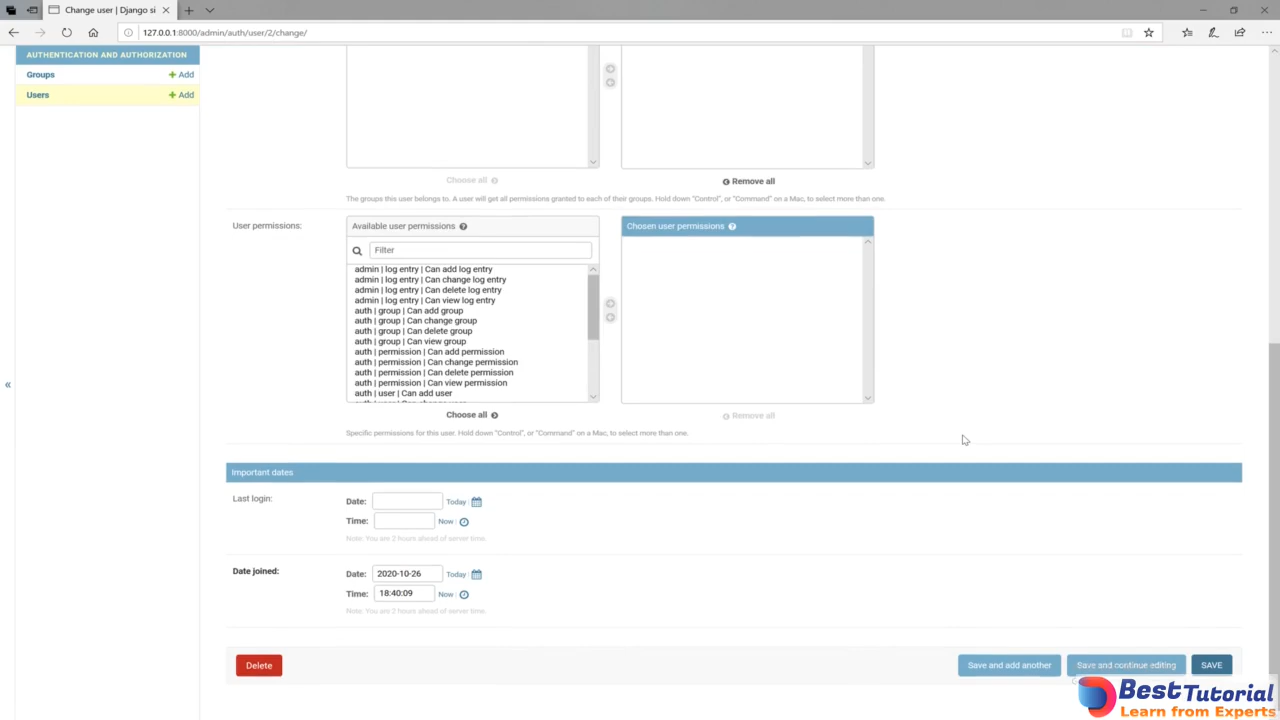 Change user | Django si
127.0.0.1:8000/admin/auth/user/2/change/
AUTHENTICATION AND AUTHORIZATION
Groups + Add
Users + Add
Choose all
Remove all
The groups this user belongs to. A user will get all permissions granted to each of their groups. Hold down “Control”, or “Command” on a Mac, to select more than one.
User permissions:
Available user permissions
Chosen user permissions
Filter
admin | log entry | Can add log entry
admin | log entry | Can change log entry
admin | log entry | Can delete log entry
admin | log entry | Can view log entry
auth | group | Can add group
auth | group | Can change group
auth | group | Can delete group
auth | group | Can view group
auth | permission | Can add permission
auth | permission | Can change permission
auth | permission | Can delete permission
auth | permission | Can view permission
auth | user | Can add user
Choose all
Remove all
Specific permissions for this user. Hold down “Control”, or “Command” on a Mac, to select more than one.
Important dates
Last login:
Date: Today |
Time: Now |
Note: You are 2 hours ahead of server time.
Date joined:
Date: 2020-10-26 Today |
Time: 18:40:09 Now |
Note: You are 2 hours ahead of server time.
Delete
Save and add another
Save and continue editing
SAVE
BestTutorial
Learn from Experts
«